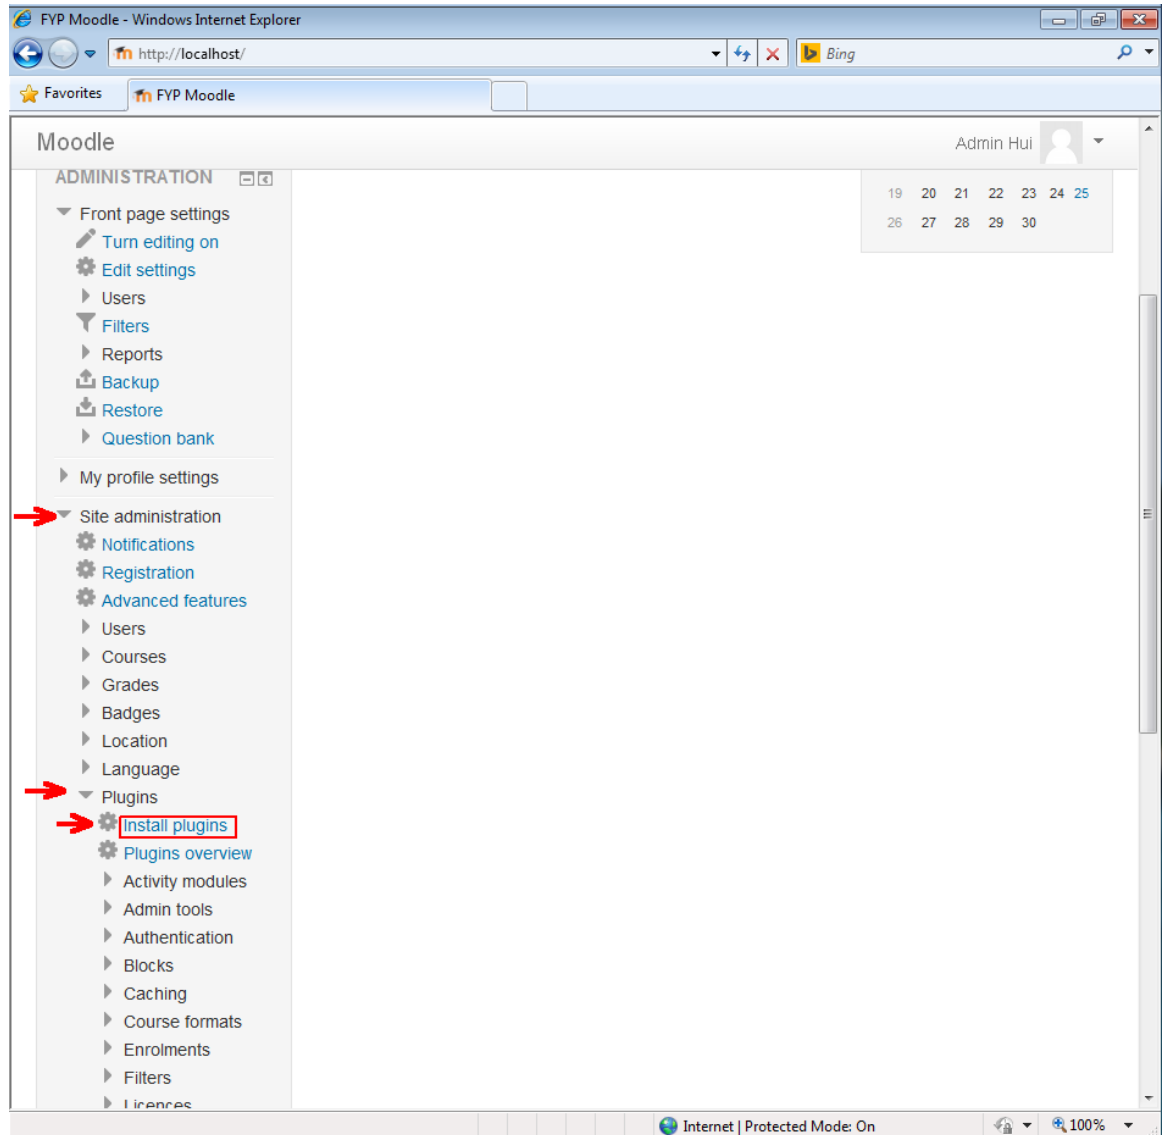 FYP Moodle - Windows Internet Explorer
http://localhost/
Bing
Favorites
FYP Moodle
Moodle
Admin Hui
ADMINISTRATION
19 20 21 22 23 24 25
26 27 28 29 30
Front page settings
Turn editing on
Edit settings
Users
Filters
Reports
Backup
Restore
Question bank
My profile settings
Site administration
Notifications
Registration
Advanced features
Users
Courses
Grades
Badges
Location
Language
Plugins
Install plugins
Plugins overview
Activity modules
Admin tools
Authentication
Blocks
Caching
Course formats
Enrolments
Filters
Licences
Internet | Protected Mode: On
100%